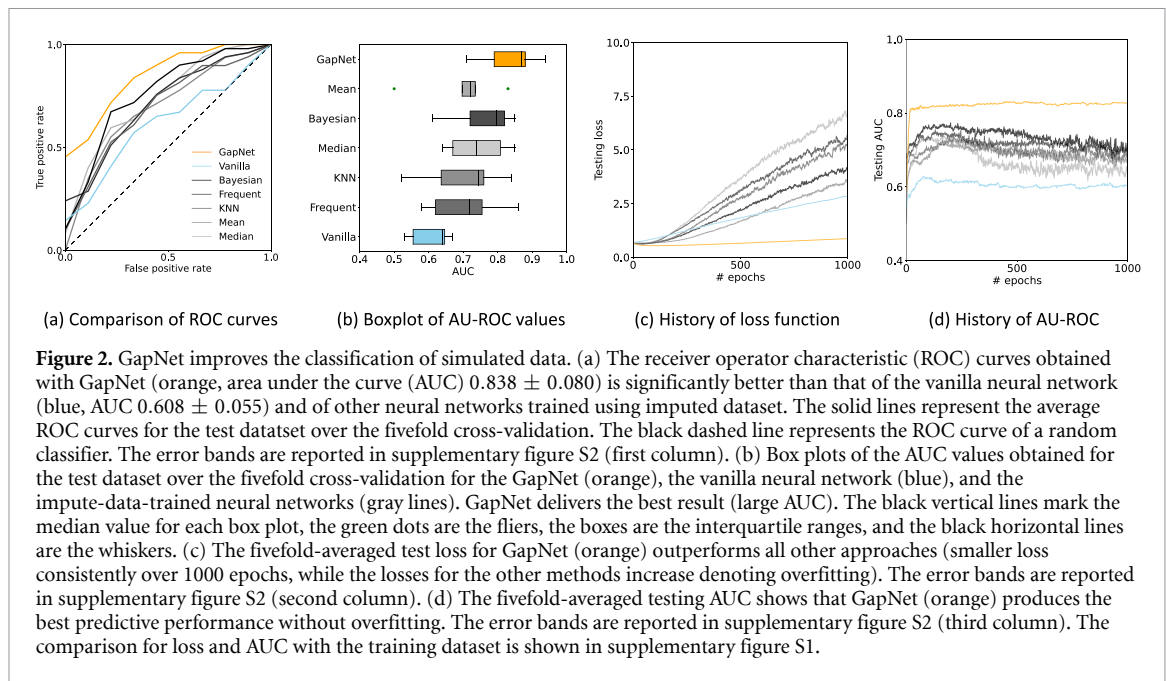 1.0
0.5
0.0
0.0
0.5
1.0
True positive rate
False positive rate
GapNet
Vanilla
Bayesian
Frequent
KNN
Mean
Median
GapNet
Mean
Bayesian
Median
KNN
Frequent
Vanilla
0.4
0.5
0.6
0.7
0.8
0.9
1.0
AUC
10.0
7.5
5.0
2.5
0.0
0
500
1000
Testing loss
# epochs
1.0
0.8
0.6
0.4
0
500
1000
Testing AUC
# epochs
(a) Comparison of ROC curves
(b) Boxplot of AU-ROC values
(c) History of loss function
(d) History of AU-ROC
Figure 2. GapNet improves the classification of simulated data. (a) The receiver operator characteristic (ROC) curves obtained
with GapNet (orange, area under the curve (AUC) 0.838 ± 0.080) is significantly better than that of the vanilla neural network
(blue, AUC 0.608 ± 0.055) and of other neural networks trained using imputed dataset. The solid lines represent the average
ROC curves for the test datatset over the fivefold cross-validation. The black dashed line represents the ROC curve of a random
classifier. The error bands are reported in supplementary figure S2 (first column). (b) Box plots of the AUC values obtained for
the test dataset over the fivefold cross-validation for the GapNet (orange), the vanilla neural network (blue), and the
impute-data-trained neural networks (gray lines). GapNet delivers the best result (large AUC). The black vertical lines mark the
median value for each box plot, the green dots are the fliers, the boxes are the interquartile ranges, and the black horizontal lines
are the whiskers. (c) The fivefold-averaged test loss for GapNet (orange) outperforms all other approaches (smaller loss
consistently over 1000 epochs, while the losses for the other methods increase denoting overfitting). The error bands are reported
in supplementary figure S2 (second column). (d) The fivefold-averaged testing AUC shows that GapNet (orange) produces the
best predictive performance without overfitting. The error bands are reported in supplementary figure S2 (third column). The
comparison for loss and AUC with the training dataset is shown in supplementary figure S1.